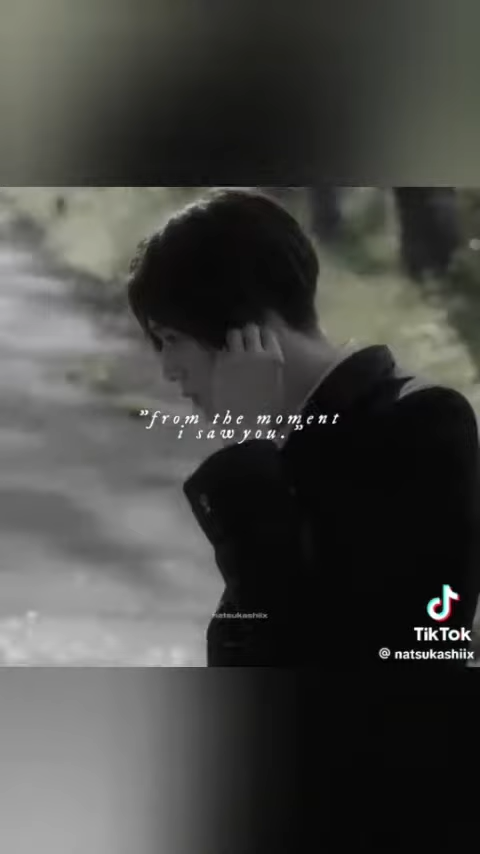 "from the moment
i saw you."
natsukashiix
TikTok
@ natsukashiix